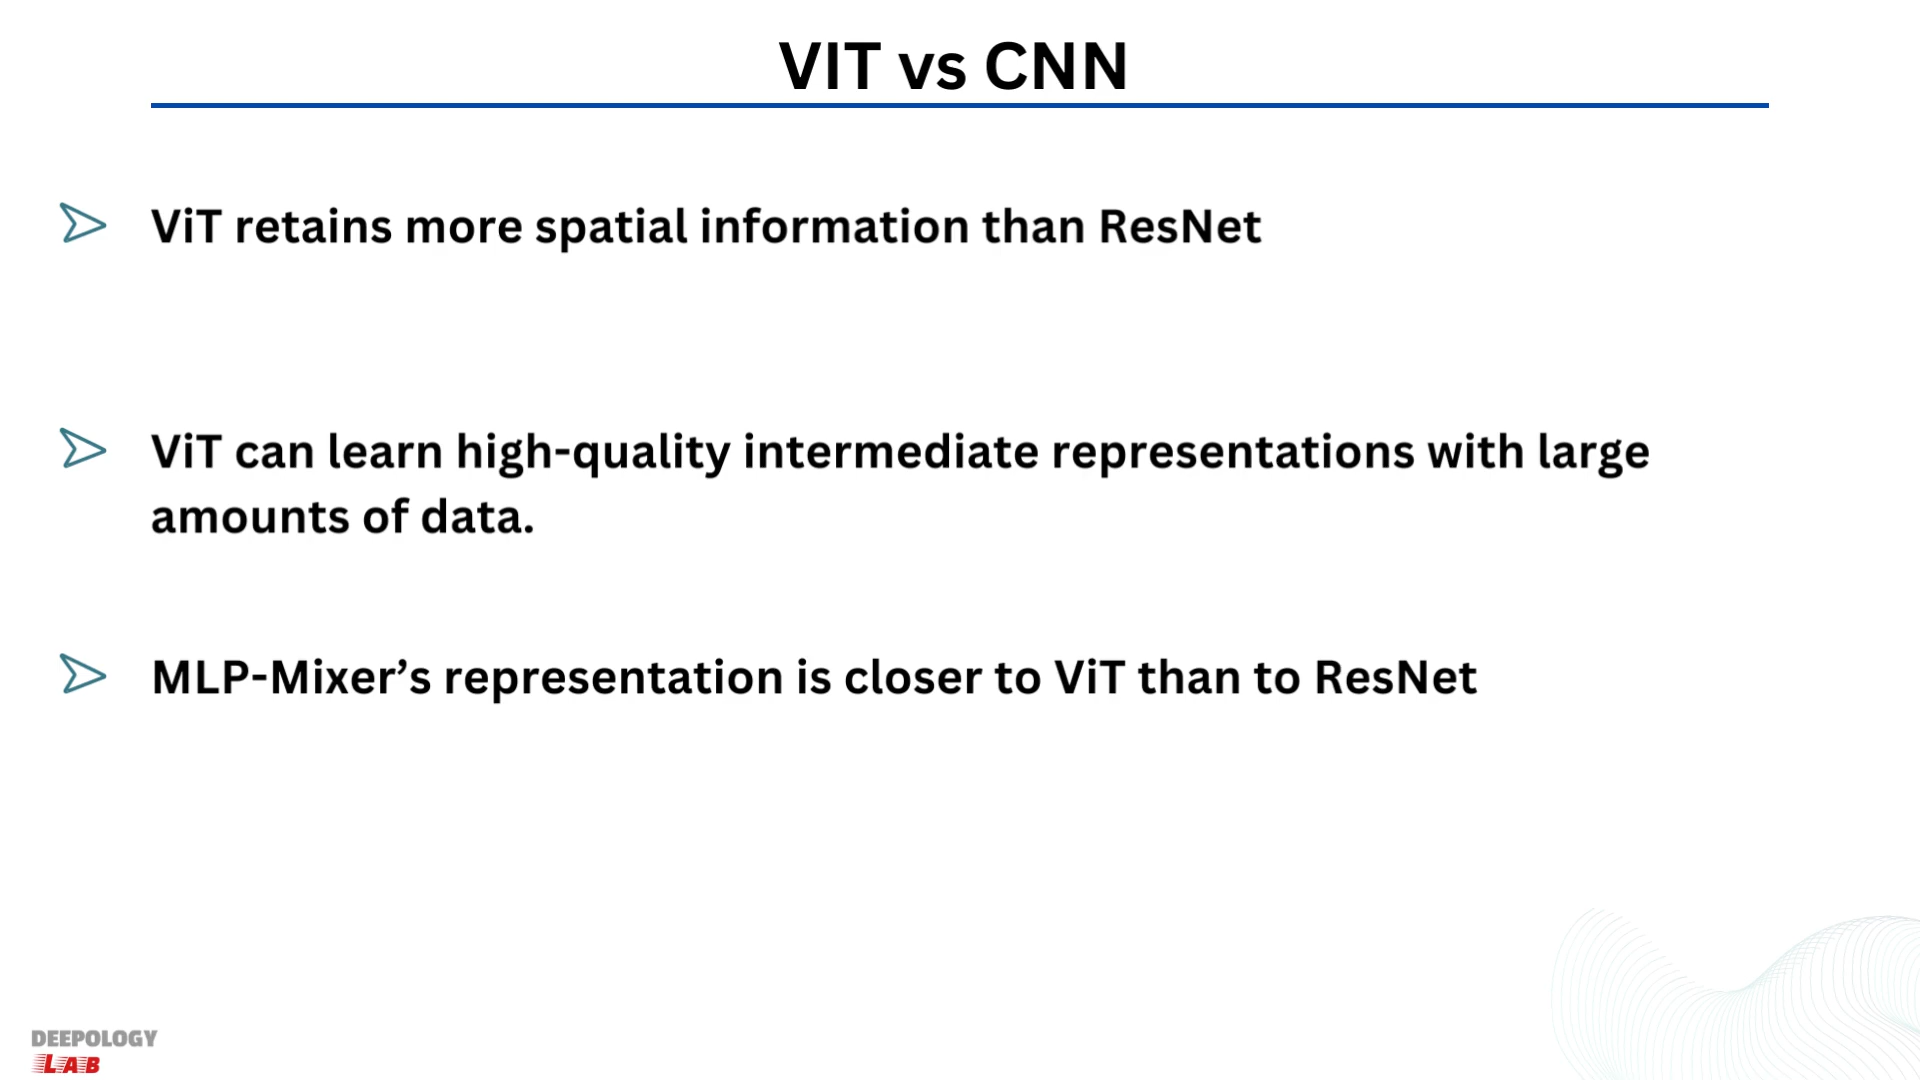 VIT vs CNN
ViT retains more spatial information than ResNet
ViT can learn high-quality intermediate representations with large
amounts of data.
MLP-Mixer’s representation is closer to ViT than to ResNet
DEEPOLOGY
LAB